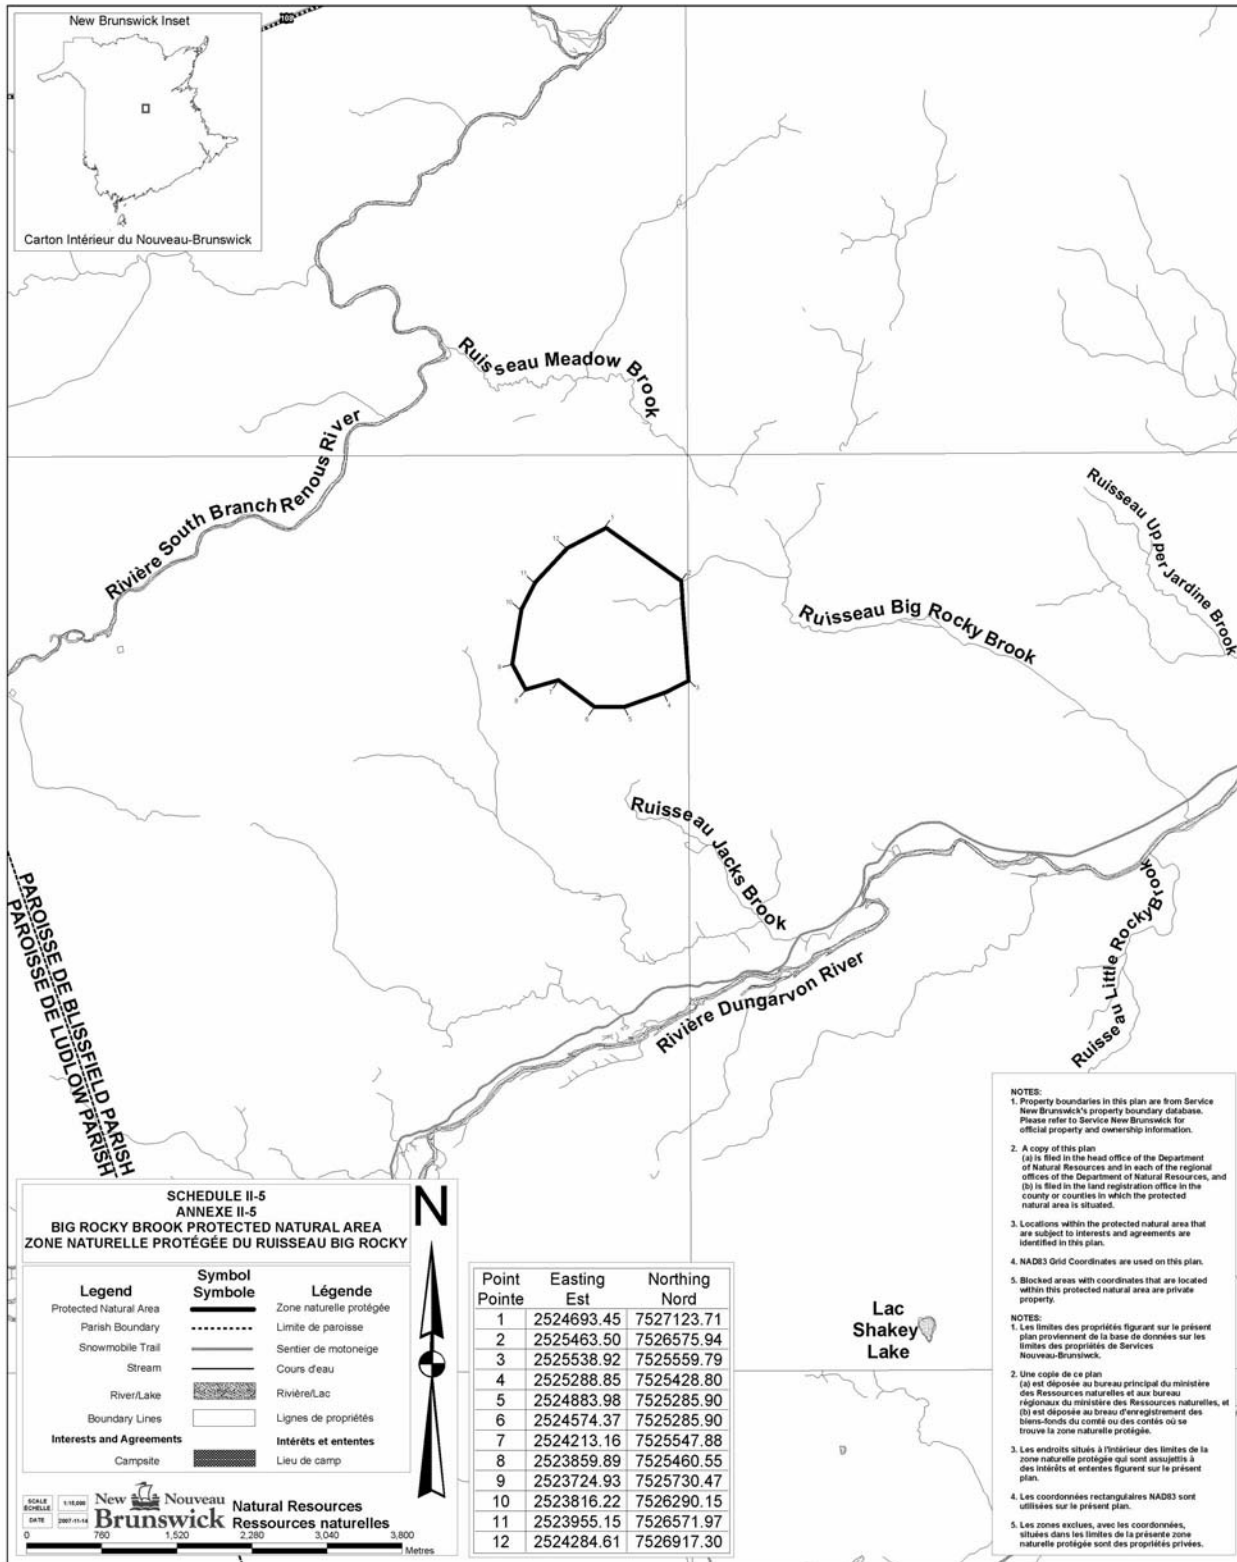 New Brunswick Inset
Carton Intérieur du Nouveau-Brunswick
108
Ruisseau Meadow Brook
Rivière South Branch Renous River
Ruisseau Upper Jardine Brook
Ruisseau Big Rocky Brook
1
2
3
4
5
6
7
8
9
10
11
12
Ruisseau Jacks Brook
Rivière Dungarvon River
Ruisseau Little Rocky Brook
PAROISSE DE BLISSFIELD PARISH
PAROISSE DE LUDLOW PARISH
Lac
Shakey
Lake
SCHEDULE II-5
ANNEXE II-5
BIG ROCKY BROOK PROTECTED NATURAL AREA
ZONE NATURELLE PROTÉGÉE DU RUISSEAU BIG ROCKY
Legend Symbol Symbole Légende
Protected Natural Area Zone naturelle protégée
Parish Boundary Limite de paroisse
Snowmobile Trail Sentier de motoneige
Stream Cours d'eau
River/Lake Rivière/Lac
Boundary Lines Lignes de propriétés
Interests and Agreements Intérêts et ententes
Campsite Lieu de camp
SCALE ÉCHELLE 1:15,000
DATE 2007-11-14
New Nouveau
Brunswick
Natural Resources
Ressources naturelles
0 760 1,520 2,280 3,040 3,800
Metres
N
Point Easting Northing
Pointe Est Nord
1 2524693.45 7527123.71
2 2525463.50 7526575.94
3 2525538.92 7525559.79
4 2525288.85 7525428.80
5 2524883.98 7525285.90
6 2524574.37 7525285.90
7 2524213.16 7525547.88
8 2523859.89 7525460.55
9 2523724.93 7525730.47
10 2523816.22 7526290.15
11 2523955.15 7526571.97
12 2524284.61 7526917.30
NOTES:
1. Property boundaries in this plan are from Service
New Brunswick's property boundary database.
Please refer to Service New Brunswick for
official property and ownership information.
2. A copy of this plan
(a) is filed in the head office of the Department
of Natural Resources and in each of the regional
offices of the Department of Natural Resources, and
(b) is filed in the land registration office in the
county or counties in which the protected
natural area is situated.
3. Locations within the protected natural area that
are subject to interests and agreements are
identified in this plan.
4. NAD83 Grid Coordinates are used on this plan.
5. Blocked areas with coordinates that are located
within this protected natural area are private
property.
NOTES:
1. Les limites des propriétés figurant sur le présent
plan proviennent de la base de données sur les
limites des propriétés de Services
Nouveau-Brunsiwck.
2. Une copie de ce plan
(a) est déposée au bureau principal du ministère
des Ressources naturelles et aux bureau
régionaux du ministère des Ressources naturelles, et
(b) est déposée au breau d'enregistrement des
biens-fonds du comté ou des contés où se
trouve la zone naturelle protégée.
3. Les endroits situés à l'intérieur des limites de la
zone naturelle protégée qui sont assujettis à
des intérêts et ententes figurent sur le présent
plan.
4. Les coordonnées rectangulaires NAD83 sont
utilisées sur le présent plan.
5. Les zones exclues, avec les coordonnées,
situées dans les limites de la présente zone
naturelle protégée sont des propriétés privées.